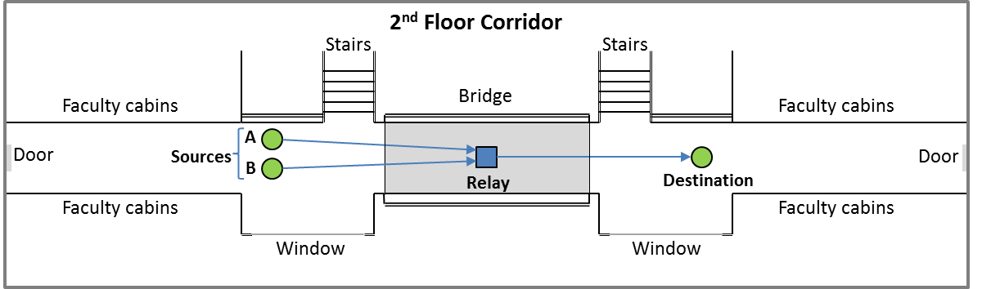 2nd Floor Corridor
Stairs
Stairs
Bridge
Faculty cabins
Faculty cabins
A
Door
Sources
Door
B
Relay
Destination
Faculty cabins
Faculty cabins
Window
Window